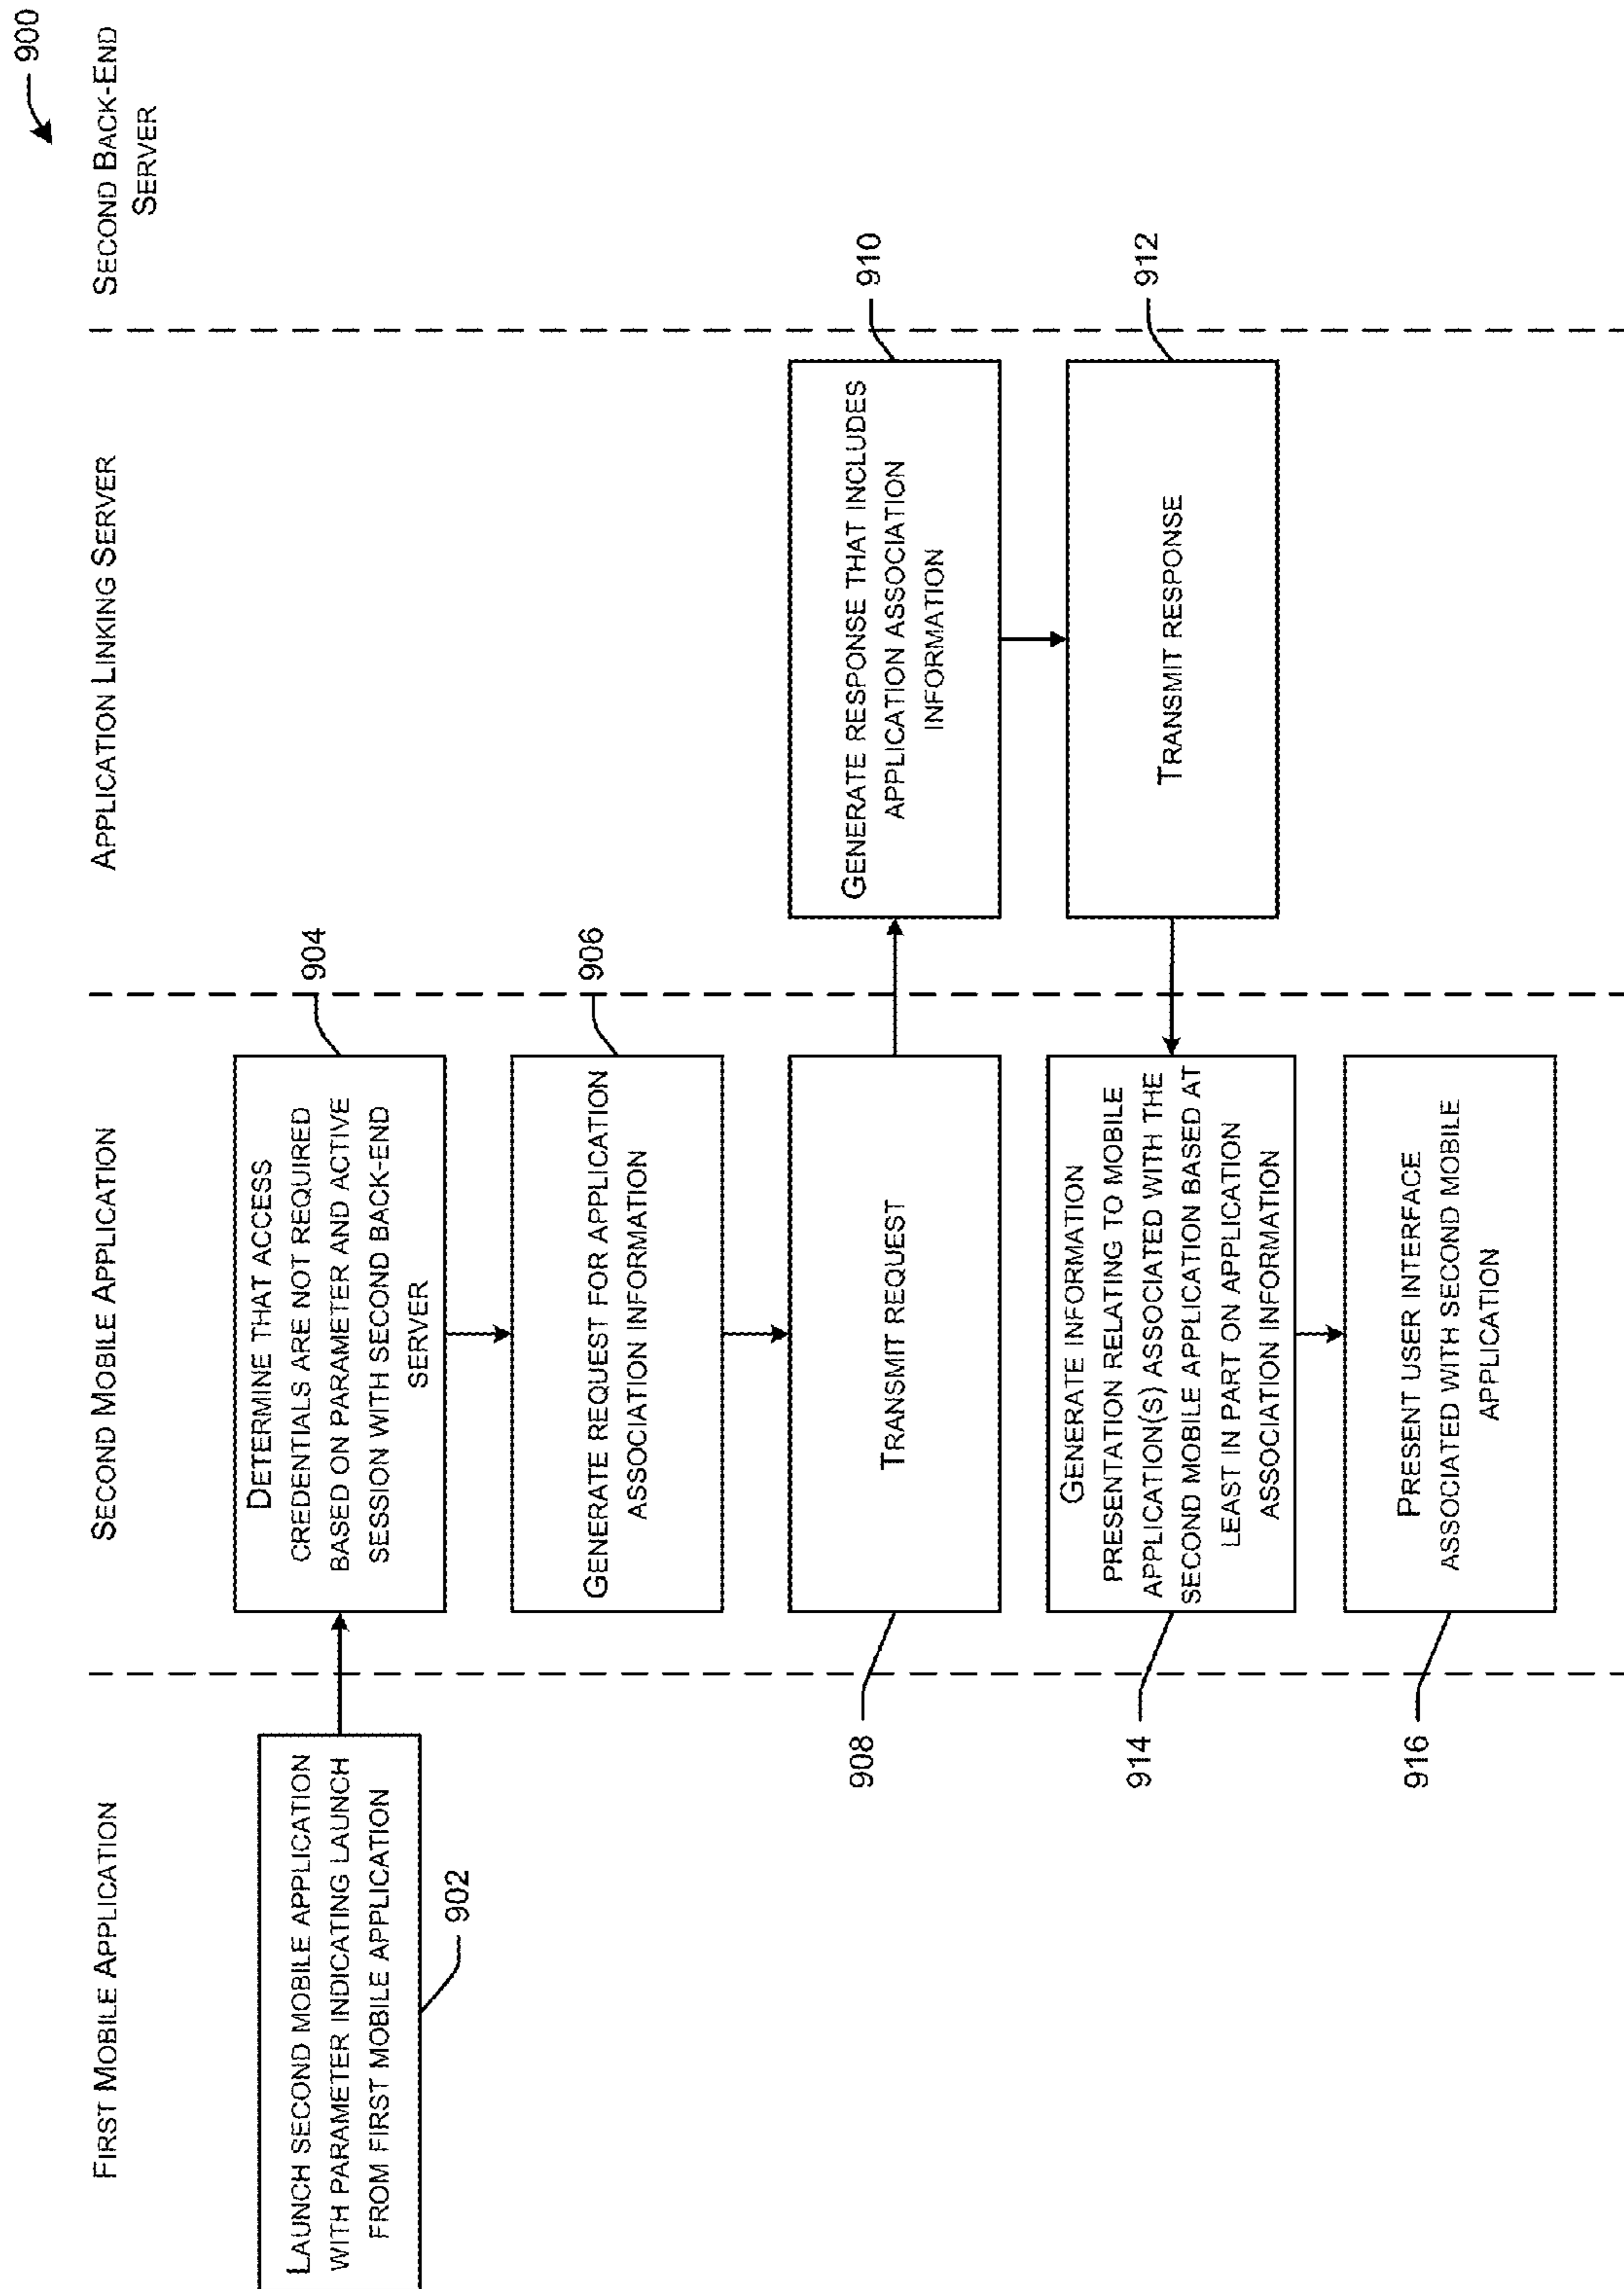 900
FIRST MOBILE APPLICATION
SECOND MOBILE APPLICATION
APPLICATION LINKING SERVER
SECOND BACK-END
SERVER
LAUNCH SECOND MOBILE APPLICATION
WITH PARAMETER INDICATING LAUNCH
FROM FIRST MOBILE APPLICATION
902
DETERMINE THAT ACCESS
CREDENTIALS ARE NOT REQUIRED
BASED ON PARAMETER AND ACTIVE
SESSION WITH SECOND BACK-END
SERVER
904
GENERATE REQUEST FOR APPLICATION
ASSOCIATION INFORMATION
906
TRANSMIT REQUEST
908
GENERATE RESPONSE THAT INCLUDES
APPLICATION ASSOCIATION
INFORMATION
910
TRANSMIT RESPONSE
912
GENERATE INFORMATION
PRESENTATION RELATING TO MOBILE
APPLICATION(S) ASSOCIATED WITH THE
SECOND MOBILE APPLICATION BASED AT
LEAST IN PART ON APPLICATION
ASSOCIATION INFORMATION
914
PRESENT USER INTERFACE
ASSOCIATED WITH SECOND MOBILE
APPLICATION
916